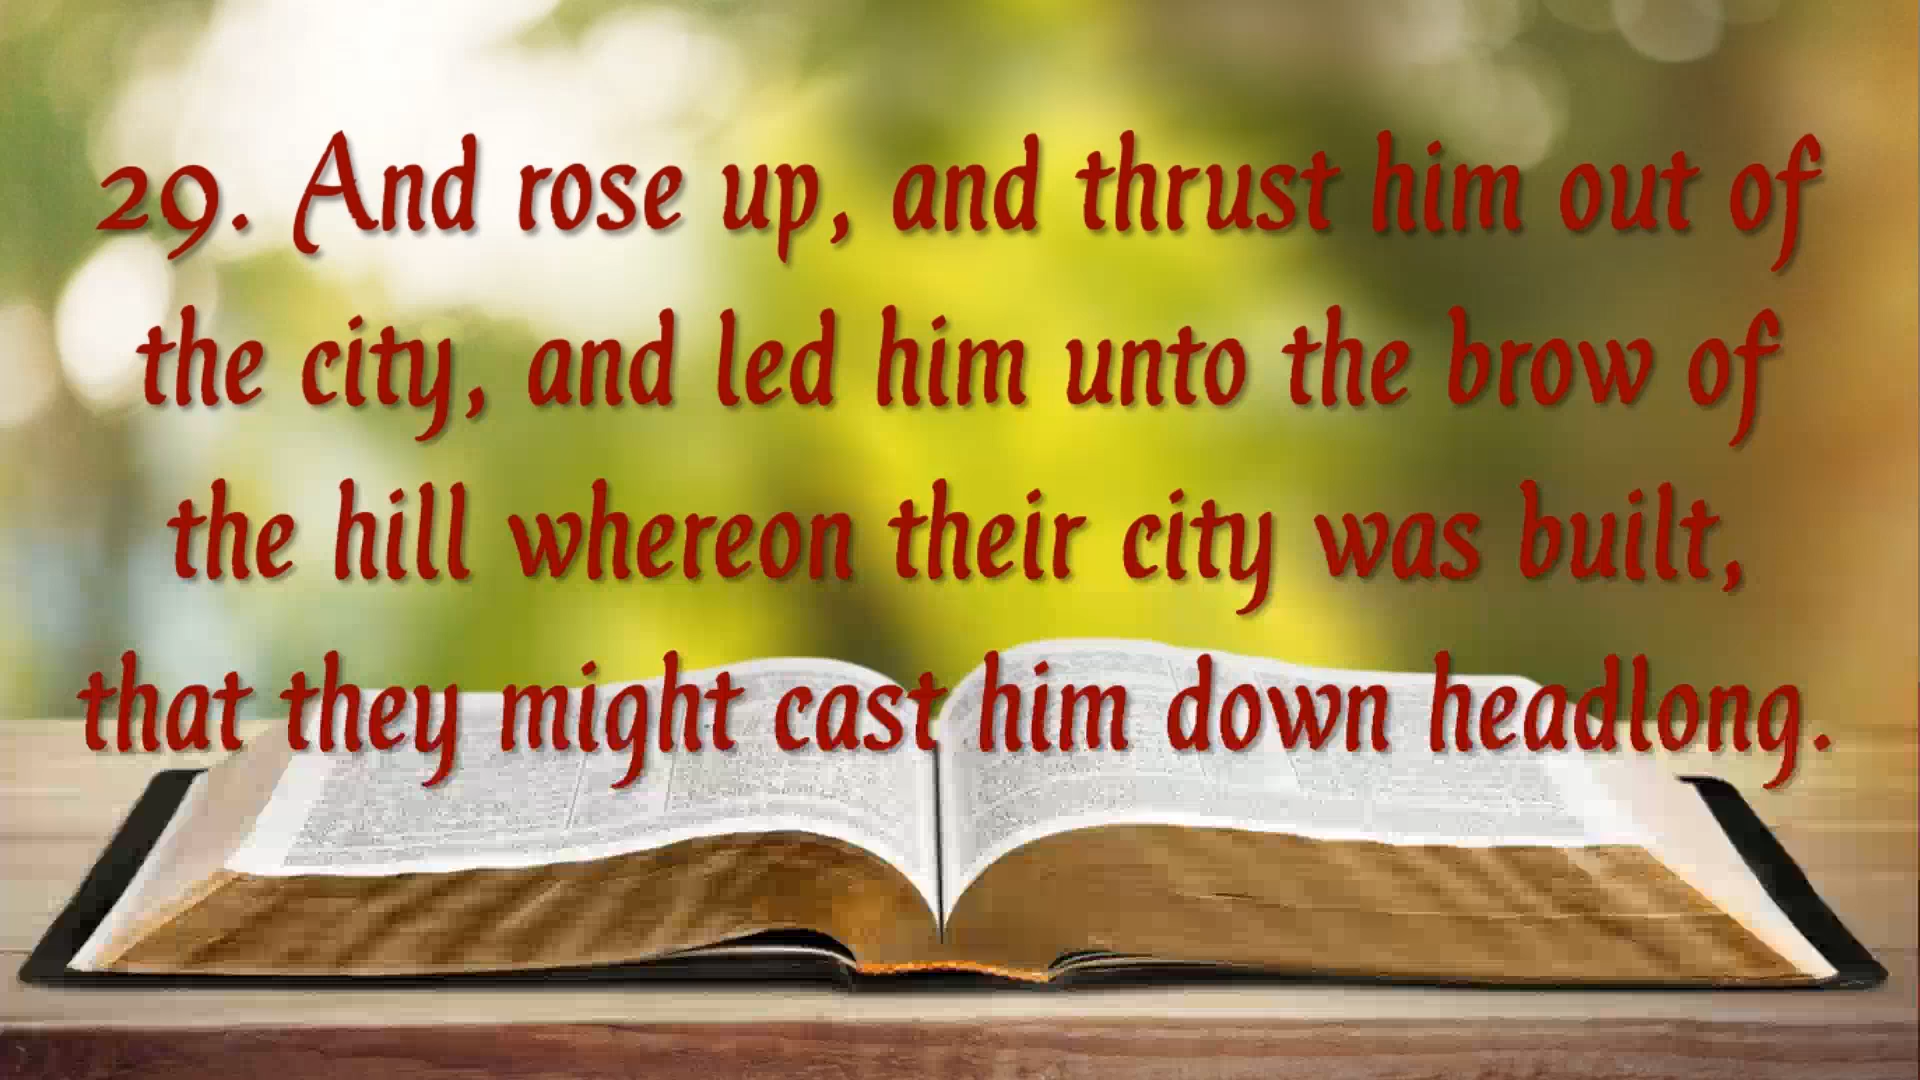 29. And rose up, and thrust him out of
the city, and led him unto the brow of
the hill whereon their city was built,
that they might cast him down headlong.